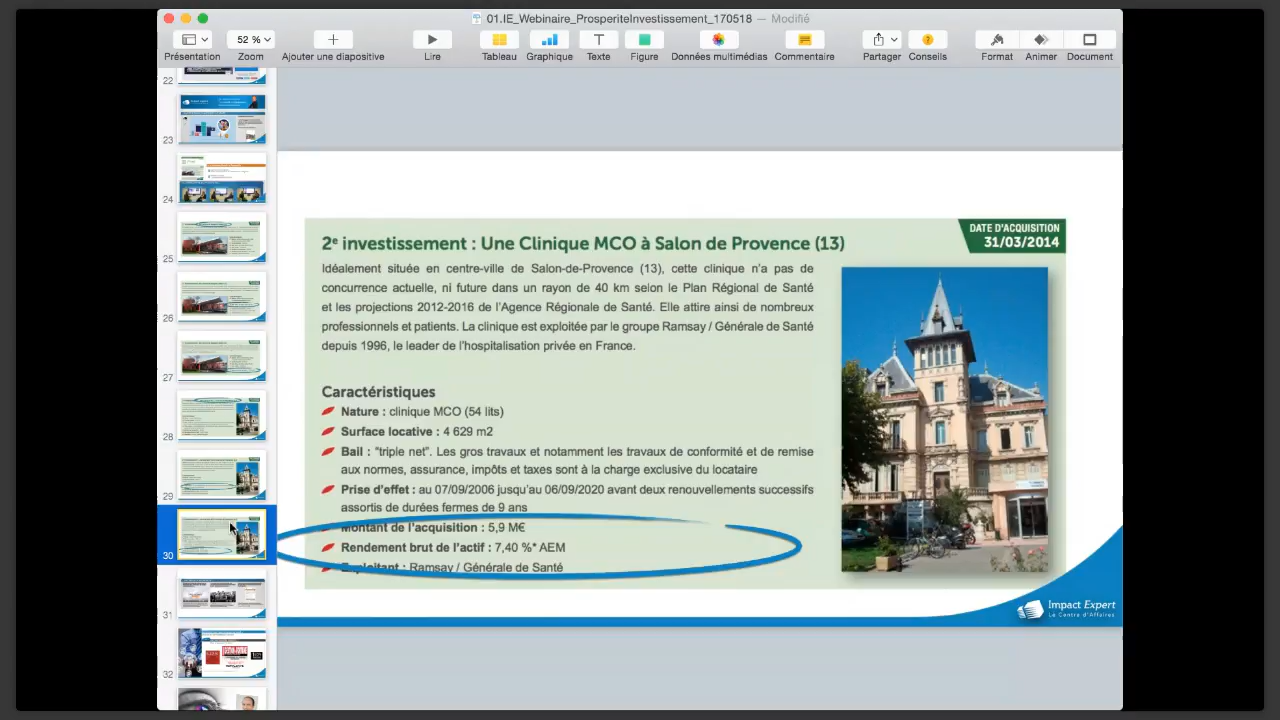 01.IE_Webinaire_ProsperiteInvestissement_170518 — Modifié
52 %
Présentation Zoom Ajouter une diapositive Lire Tableau Graphique Texte Figure Données multimédias Commentaire Partager Conseils Format Animer Document
22
23
24
25
26
27
28
29
30
31
32
DATE D'ACQUISITION
31/03/2014
2e investissement : Une Clinique MCO à Salon de Provence (13)
Idéalement située en centre-ville de Salon-de-Provence (13), cette clinique n'a pas de
concurrence actuelle, ni future dans un rayon de 40 km selon le Plan Régional de Santé
et les projections 2012-2016 de l'Agence Régionale de Santé. Elle attire ainsi de nombreux
professionnels et patients. La clinique est exploitée par le groupe Ramsay / Générale de Santé
depuis 1996, le leader de l'hospitalisation privée en France.
Caractéristiques
Nature : clinique MCO (54 lits)
Surface locative : 4 629 m2
Bail : "triple net". Les gros travaux et notamment les travaux de conformité et de remise
aux normes, assurance, impôts et taxes sont à la charge exclusive du locataire
Prise d'effet : au 07/09/2006 jusqu'au 06/09/2020 avant deux renouvellements successifs
assortis de durées fermes de 9 ans
Montant de l'acquisition : 5,9 M€
Rendement brut de l'actif : 7,40 %* AEM
Exploitant : Ramsay / Générale de Santé
Impact Expert
Le Centre d'Affaires